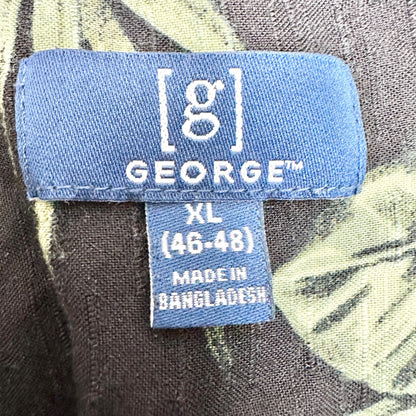 [g]
GEORGE™
XL
(46-48)
MADE IN
BANGLADESH